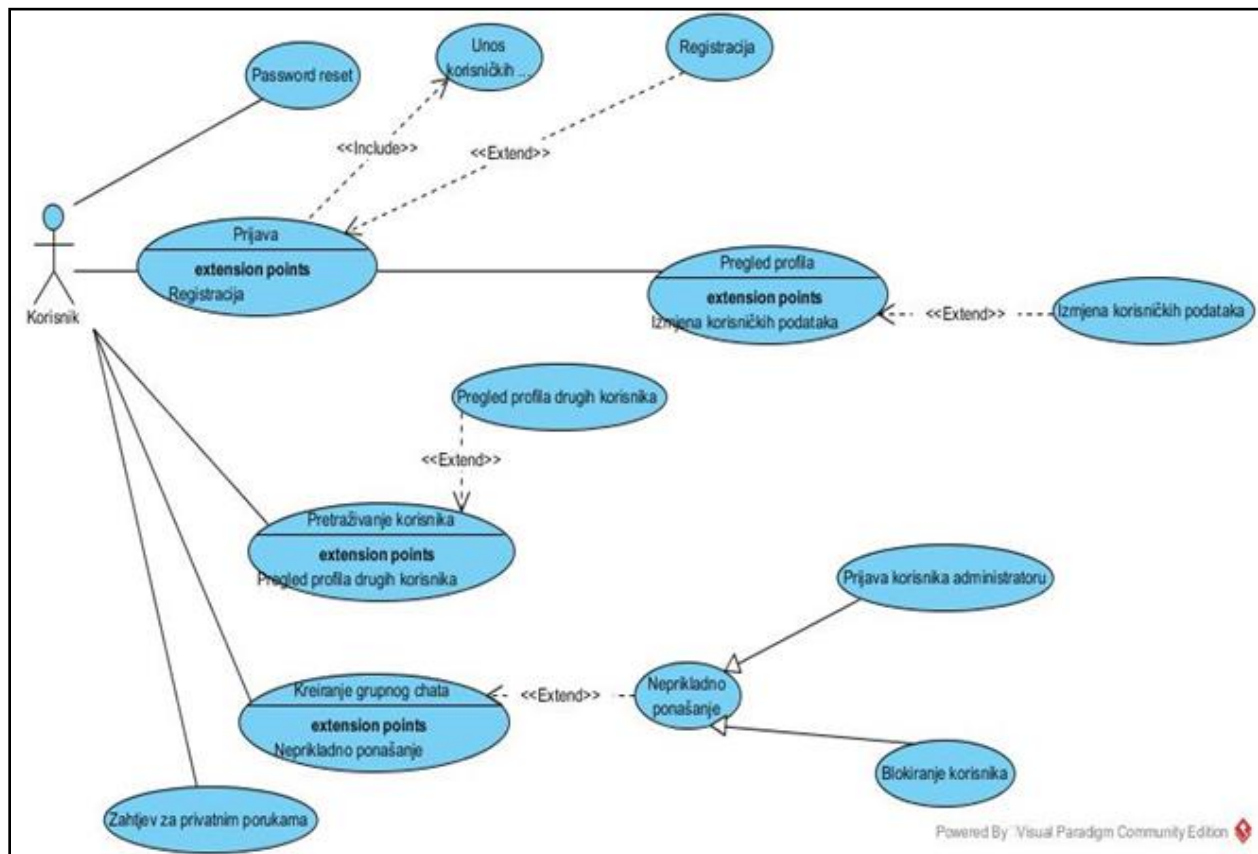 Unos
korisničkih ...
Registracija
Password reset
<<Include>>
<<Extend>>
Prijava
extension points
Registracija
Korisnik
Pregled profila
extension points
Izmjena korisničkih podataka
<<Extend>>
Izmjena korisničkih podataka
Pregled profila drugih korisnika
<<Extend>>
Pretraživanje korisnika
extension points
Pregled profila drugih korisnika
Prijava korisnika administratoru
Kreiranje grupnog chata
extension points
Neprikladno ponašanje
<<Extend>>
Neprikladno
ponašanje
Blokiranje korisnika
Zahtjev za privatnim porukama
Powered By Visual Paradigm Community Edition